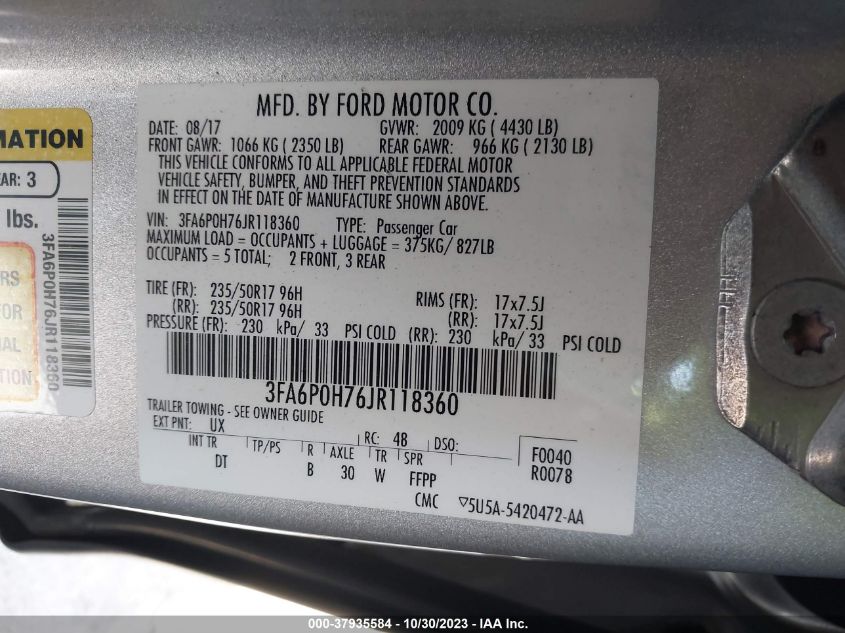 MFD. BY FORD MOTOR CO.
DATE: 08/17 GVWR: 2009 KG ( 4430 LB)
FRONT GAWR: 1066 KG ( 2350 LB) REAR GAWR: 966 KG ( 2130 LB)
THIS VEHICLE CONFORMS TO ALL APPLICABLE FEDERAL MOTOR
VEHICLE SAFETY, BUMPER, AND THEFT PREVENTION STANDARDS
IN EFFECT ON THE DATE OF MANUFACTURE SHOWN ABOVE.
VIN: 3FA6P0H76JR118360 TYPE: Passenger Car
MAXIMUM LOAD = OCCUPANTS + LUGGAGE = 375KG/ 827LB
OCCUPANTS = 5 TOTAL; 2 FRONT, 3 REAR
TIRE (FR): 235/50R17 96H RIMS (FR): 17x7.5J
(RR): 235/50R17 96H (RR): 17x7.5J
PRESSURE (FR): 230 kPa/ 33 PSI COLD (RR): 230 kPa/ 33 PSI COLD
3FA6P0H76JR118360
TRAILER TOWING - SEE OWNER GUIDE
EXT PNT: UX RC: 48 DSO: F0040
INT TR TP/PS R AXLE TR SPR R0078
DT B 30 W FFPP
CMC ▽5U5A-5420472-AA
MATION
AR: 3
lbs.
3FA6P0H76JR118360
RS
OR
AL
N
000-37935584 / 10/30/2023 / Copyright 2023 IAA, Inc.